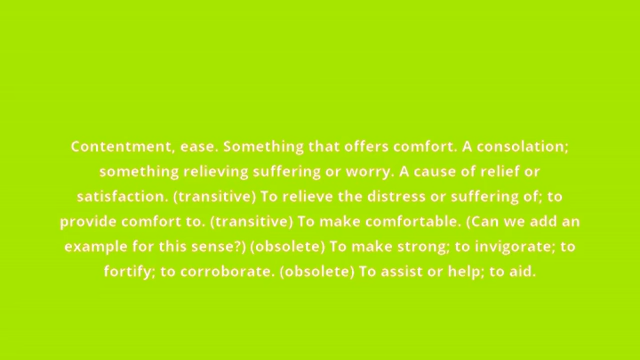 Contentment, ease. Something that offers comfort. A consolation;
something relieving suffering or worry. A cause of relief or
satisfaction. (transitive) To relieve the distress or suffering of; to
provide comfort to. (transitive) To make comfortable. (Can we add an
example for this sense?) (obsolete) To make strong; to invigorate; to
fortify; to corroborate. (obsolete) To assist or help; to aid.